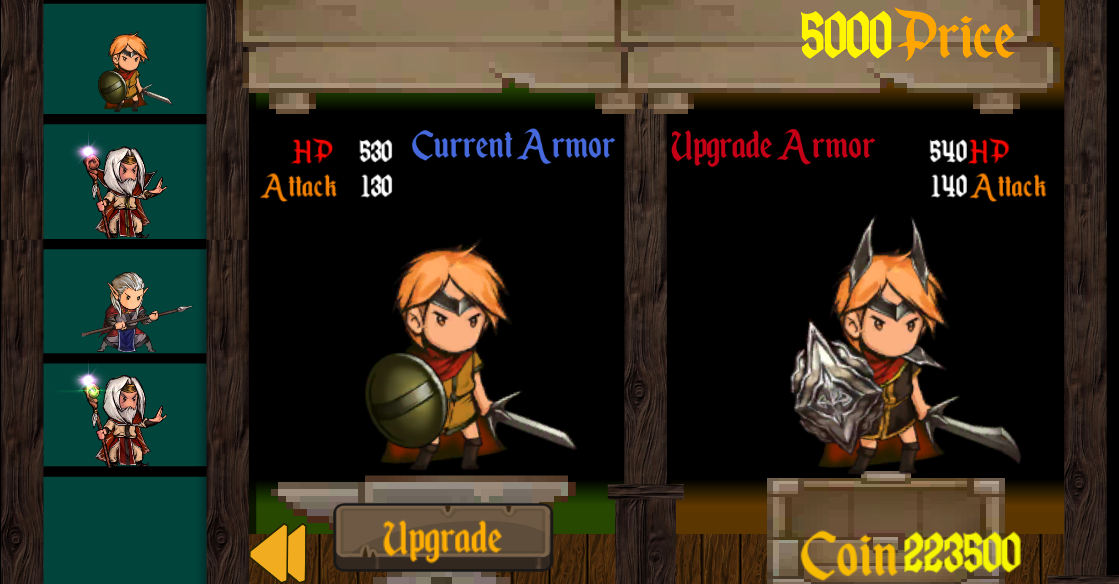 5000 Price
HP 530 Current Armor
Attack 130
Upgrade Armor 540 HP
140 Attack
Upgrade
Coin 223500